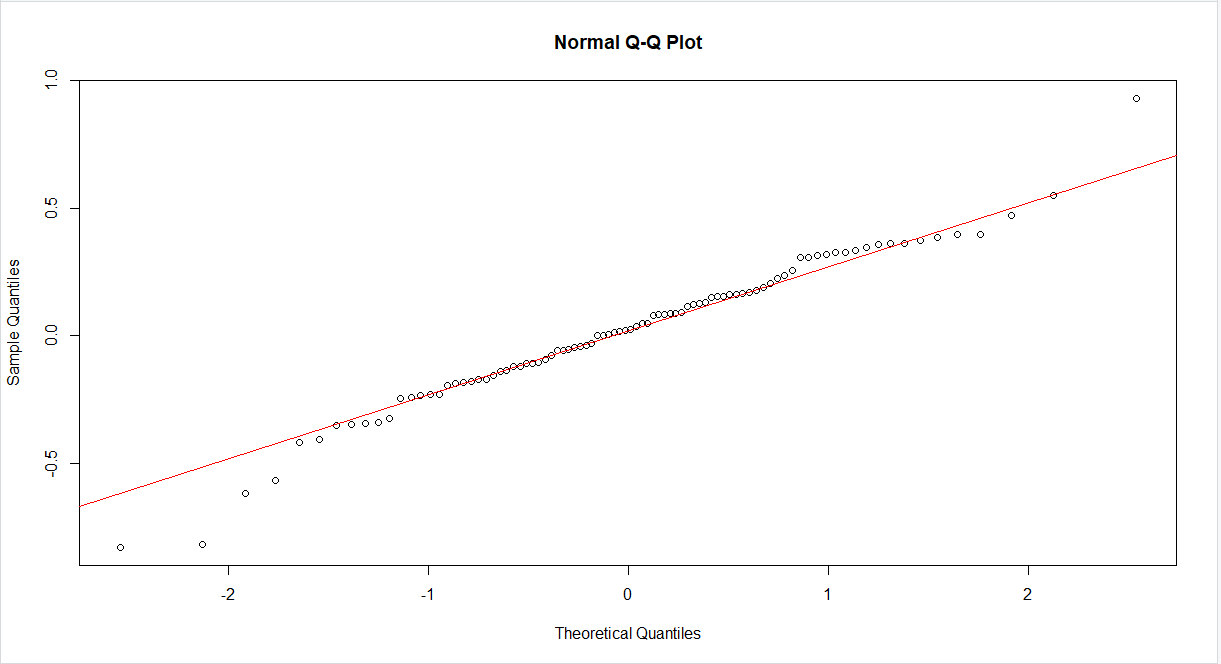 Normal Q-Q Plot
1.0
0.5
0.0
-0.5
Sample Quantiles
-2 -1 0 1 2
Theoretical Quantiles